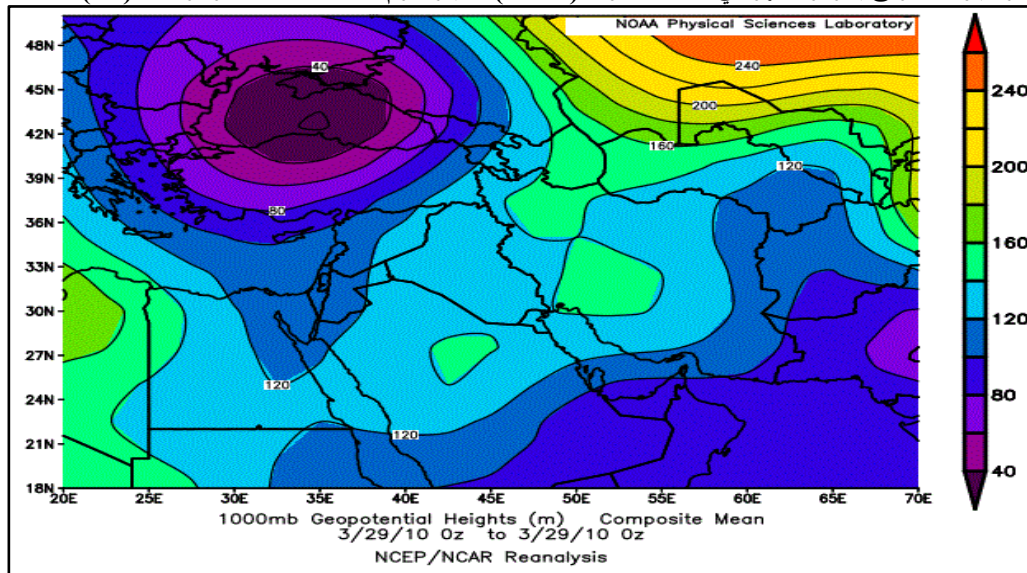 NOAA Physical Sciences Laboratory
48N
45N
42N
39N
36N
33N
30N
27N
24N
21N
18N
40
80
120
120
120
160
200
240
20E 25E 30E 35E 40E 45E 50E 55E 60E 65E 70E
240
200
160
120
80
40
1000mb Geopotential Heights (m) Composite Mean
3/29/10 0z to 3/29/10 0z
NCEP/NCAR Reanalysis